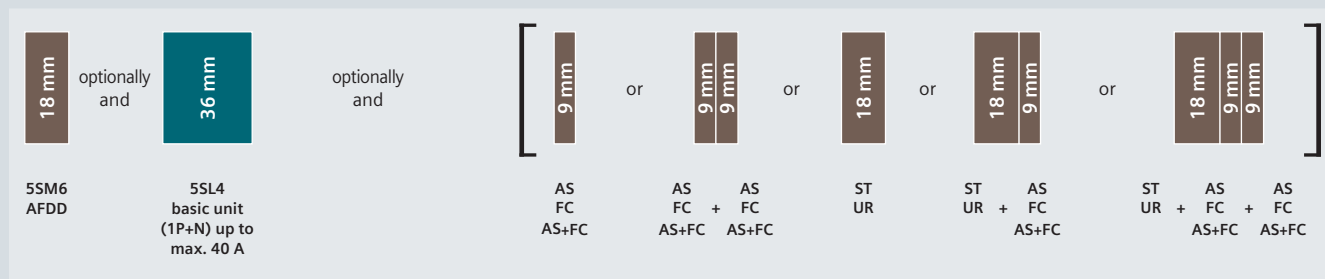 18 mm
optionally
and
36 mm
optionally
and
9 mm
or
9 mm
9 mm
or
18 mm
or
18 mm
9 mm
or
18 mm
9 mm
9 mm
5SM6
AFDD
5SL4
basic unit
(1P+N) up to
max. 40 A
AS
FC
AS+FC
AS AS
FC + FC
AS+FC AS+FC
ST
UR
ST AS
UR + FC
AS+FC
ST AS AS
UR + FC + FC
AS+FC AS+FC